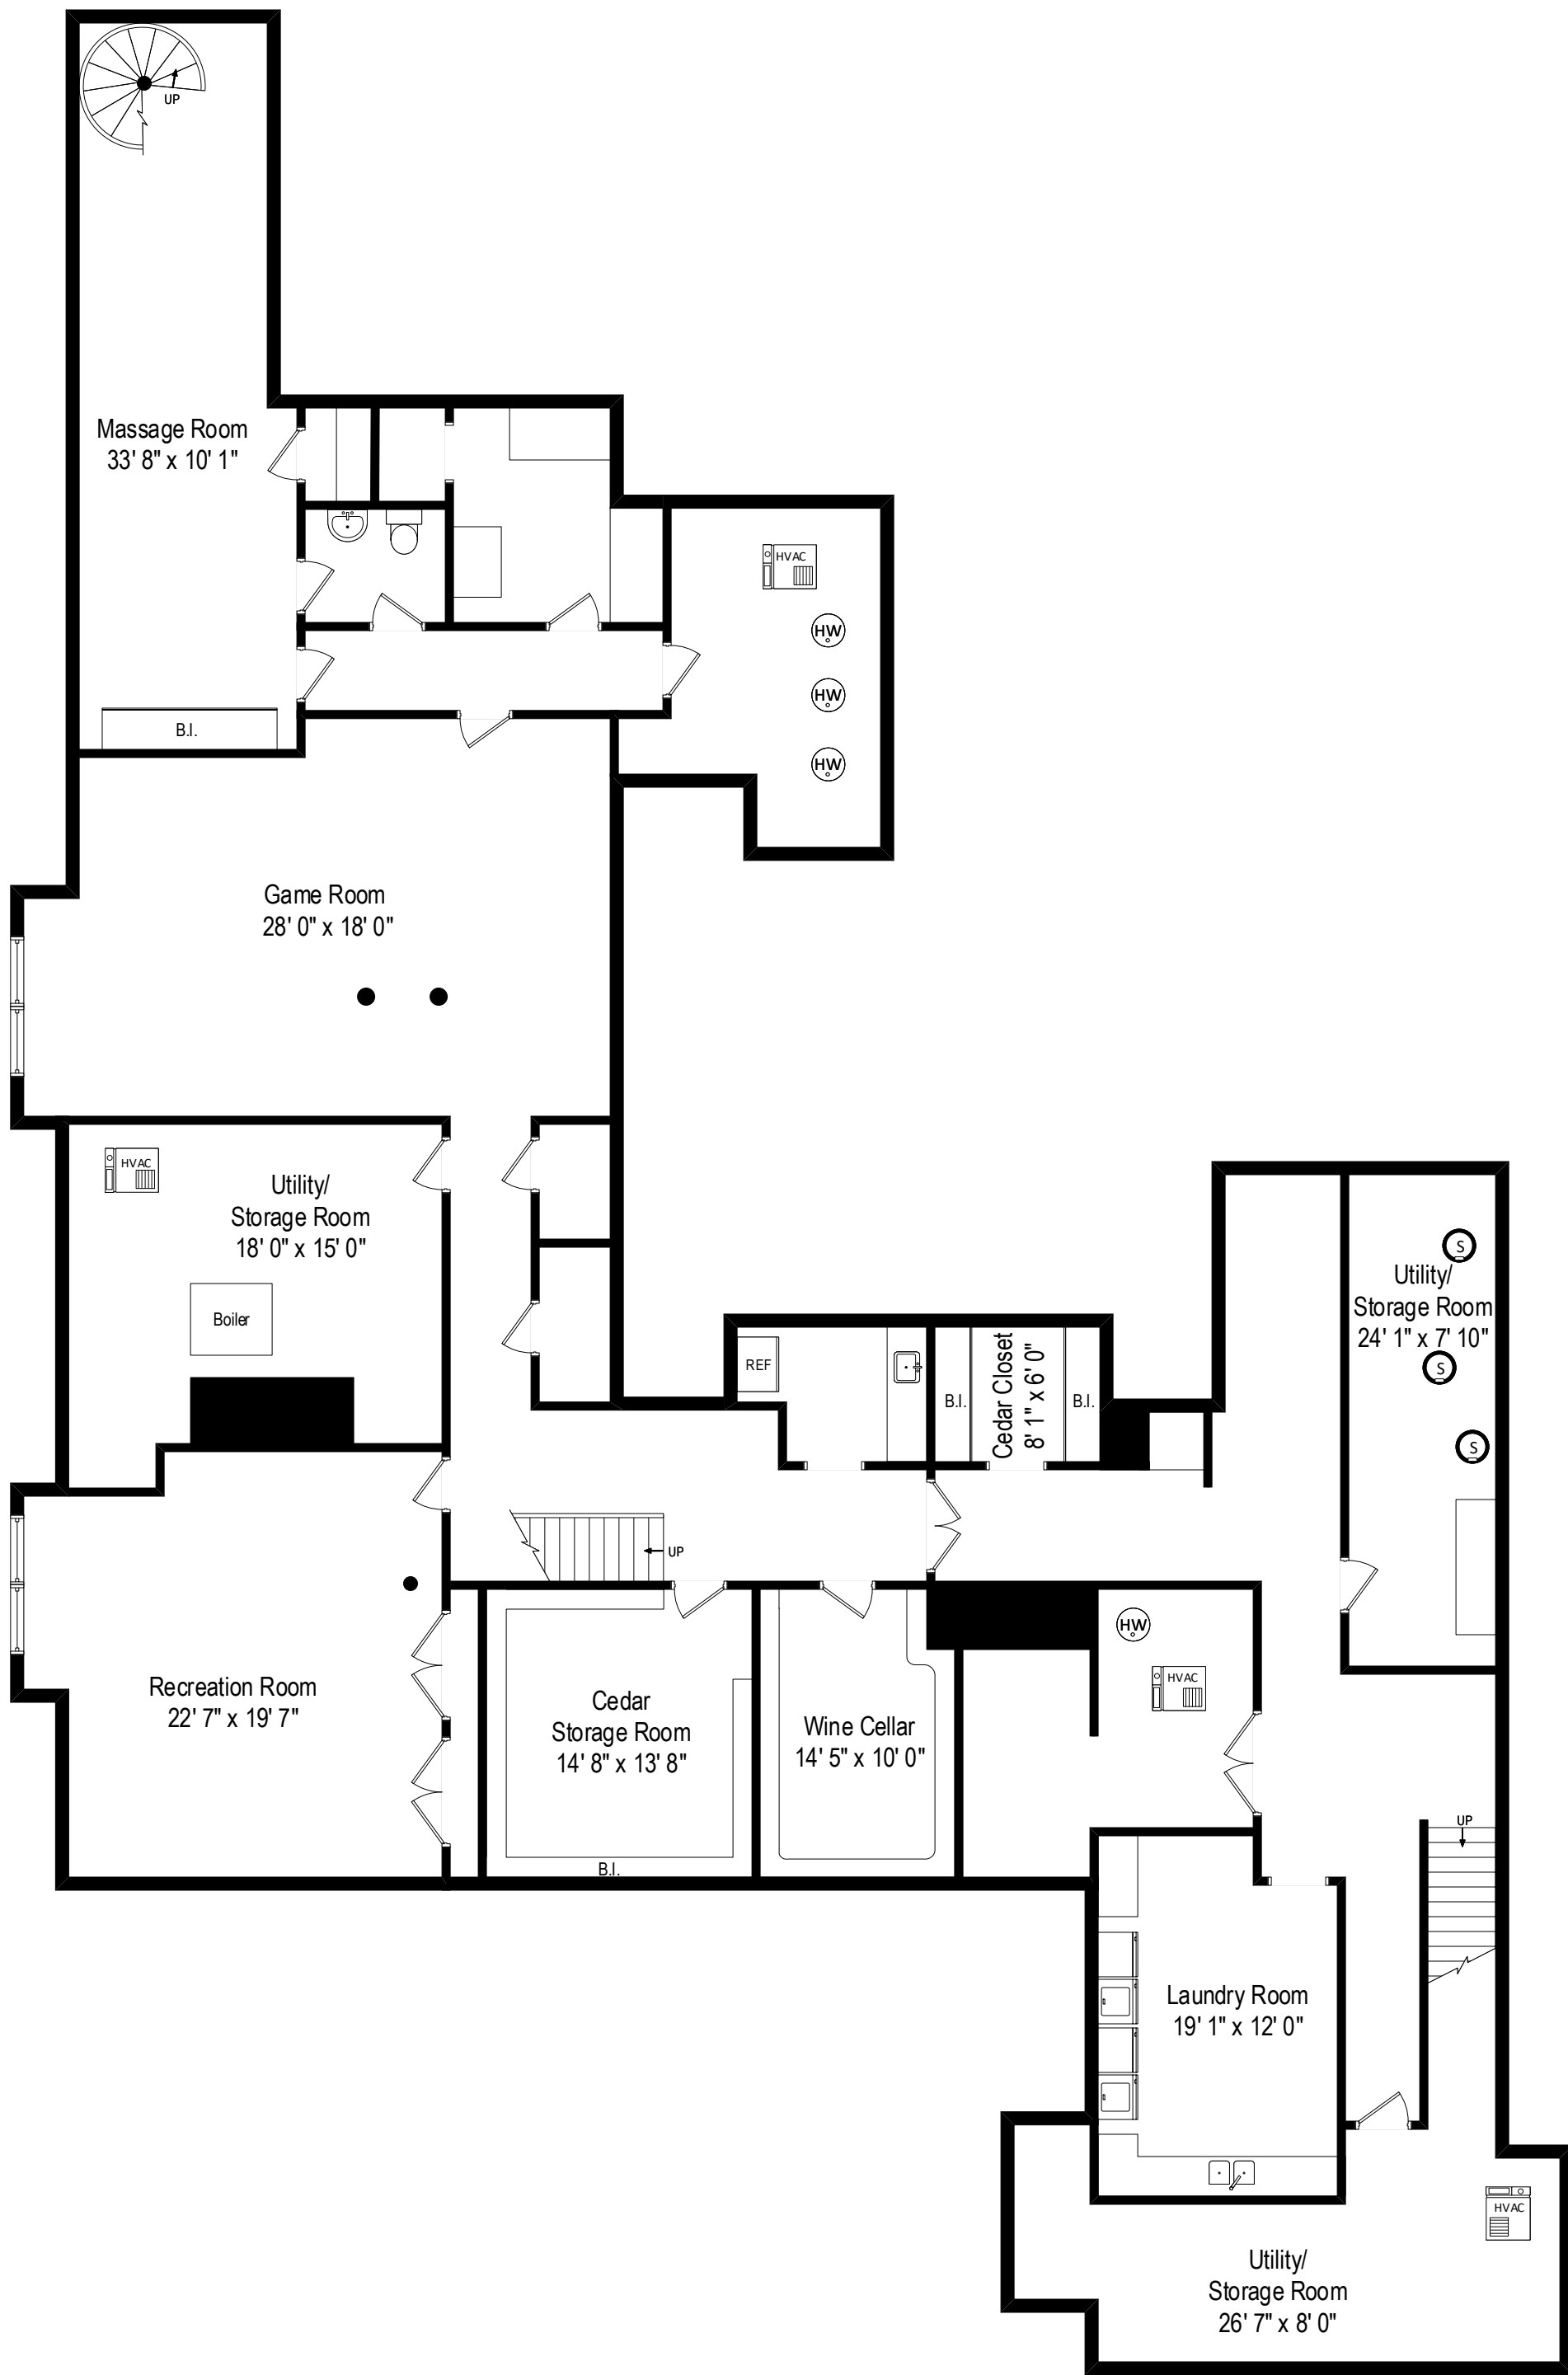 UP
Massage Room
33' 8" x 10' 1"
B.I.
HVAC
HW
HW
HW
Game Room
28' 0" x 18' 0"
HVAC
Utility/
Storage Room
18' 0" x 15' 0"
Boiler
REF
B.I.
Cedar Closet
8' 1" x 6' 0"
B.I.
S
Utility/
Storage Room
24' 1" x 7' 10"
S
S
UP
Recreation Room
22' 7" x 19' 7"
Cedar
Storage Room
14' 8" x 13' 8"
B.I.
Wine Cellar
14' 5" x 10' 0"
HW
HVAC
UP
Laundry Room
19' 1" x 12' 0"
HVAC
Utility/
Storage Room
26' 7" x 8' 0"